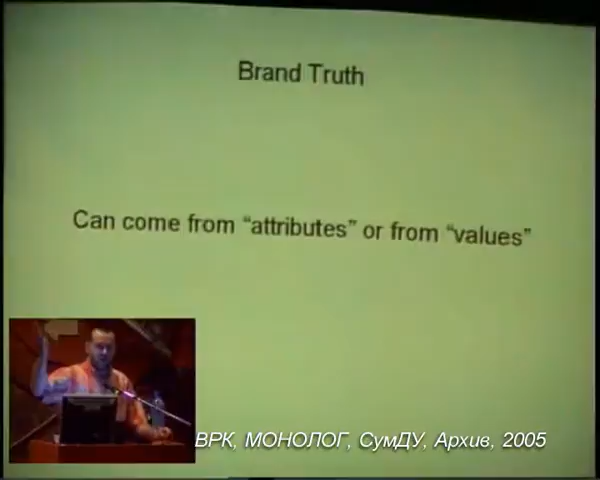 Brand Truth
Can come from “attributes” or from “values”
ВРК, МОНОЛОГ, СумДУ, Архив, 2005